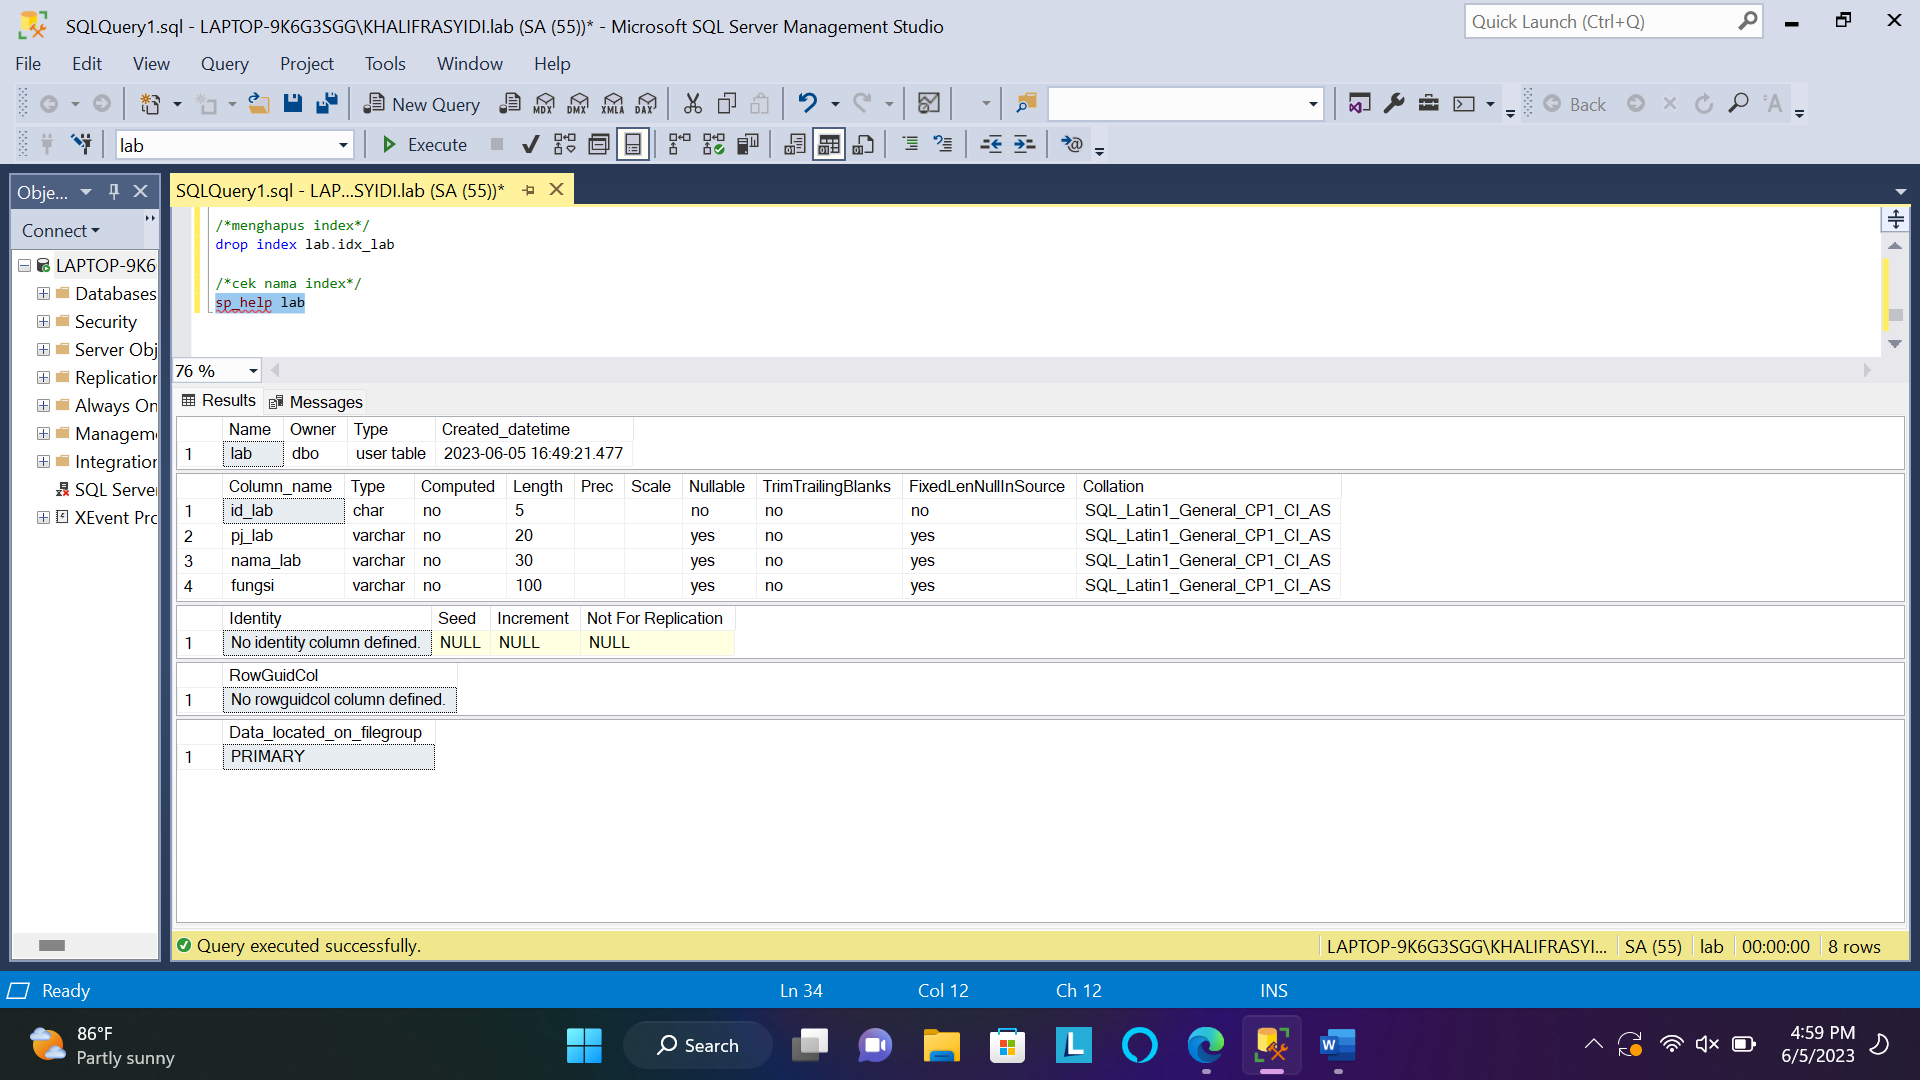 SQLQuery1.sql - LAPTOP-9K6G3SGG\KHALIFRASYIDI.lab (SA (55))* - Microsoft SQL Server Management Studio
Quick Launch (Ctrl+Q)
File Edit View Query Project Tools Window Help
New Query MDX DMX XMLA DAX Back
lab Execute
Obje... SQLQuery1.sql - LAP...SYIDI.lab (SA (55))*
Connect
LAPTOP-9K6
Databases
Security
Server Obj
Replication
Always On
Manageme
Integration
SQL Server
XEvent Pro
/*menghapus index*/
drop index lab.idx_lab
/*cek nama index*/
sp_help lab
76 %
Results Messages
Name Owner Type Created_datetime
1 lab dbo user table 2023-06-05 16:49:21.477
Column_name Type Computed Length Prec Scale Nullable TrimTrailingBlanks FixedLenNullInSource Collation
1 id_lab char no 5 no no no SQL_Latin1_General_CP1_CI_AS
2 pj_lab varchar no 20 yes no yes SQL_Latin1_General_CP1_CI_AS
3 nama_lab varchar no 30 yes no yes SQL_Latin1_General_CP1_CI_AS
4 fungsi varchar no 100 yes no yes SQL_Latin1_General_CP1_CI_AS
Identity Seed Increment Not For Replication
1 No identity column defined. NULL NULL NULL
RowGuidCol
1 No rowguidcol column defined.
Data_located_on_filegroup
1 PRIMARY
Query executed successfully. LAPTOP-9K6G3SGG\KHALIFRASYI... SA (55) lab 00:00:00 8 rows
Ready Ln 34 Col 12 Ch 12 INS
86°F
Partly sunny
Search
4:59 PM
6/5/2023